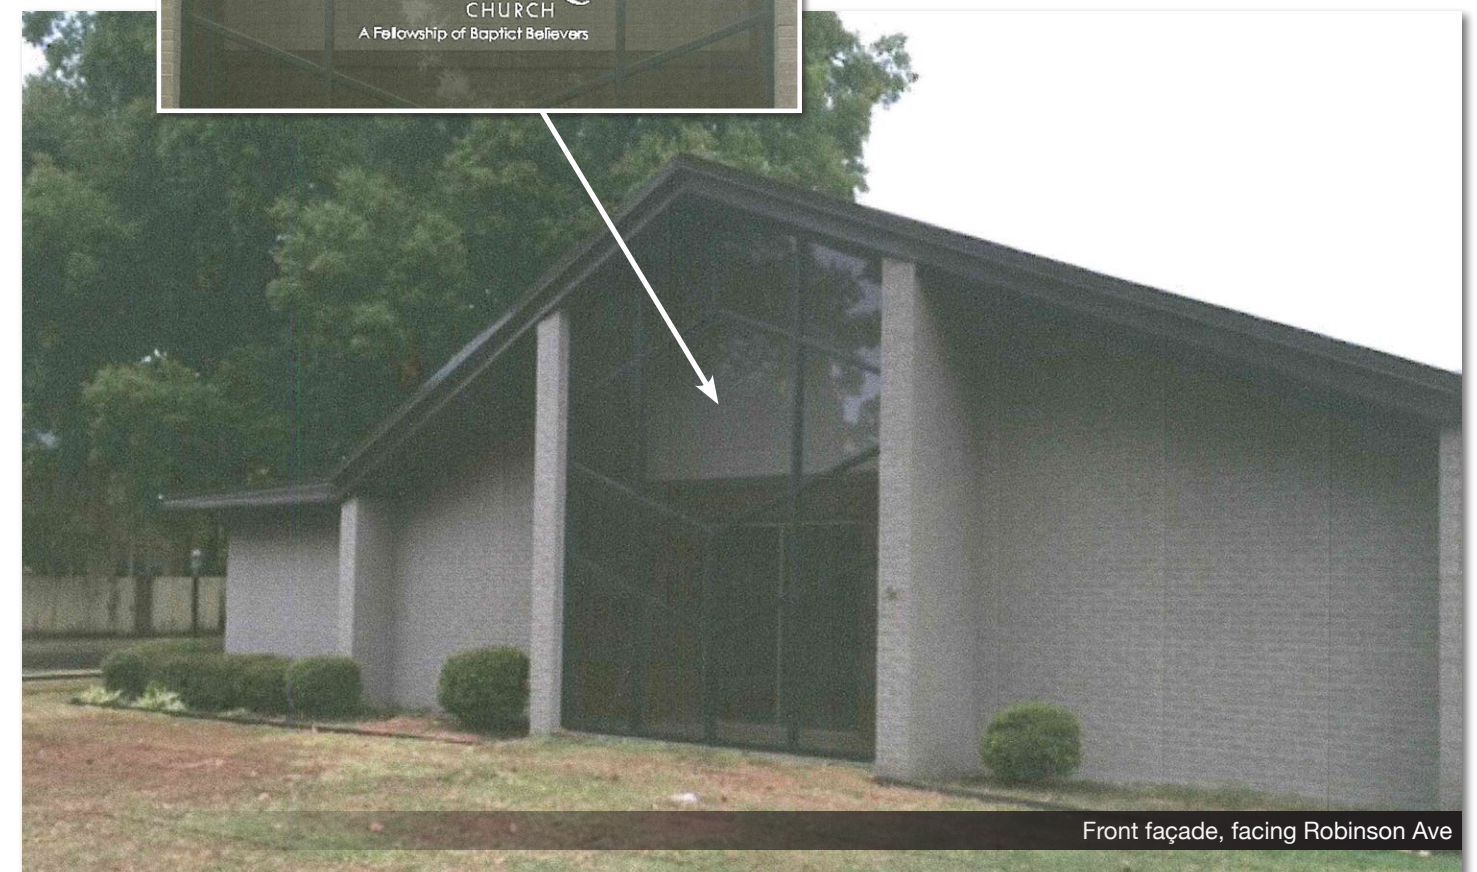 CHURCH
A Fellowship of Baptist Believers
Front façade, facing Robinson Ave